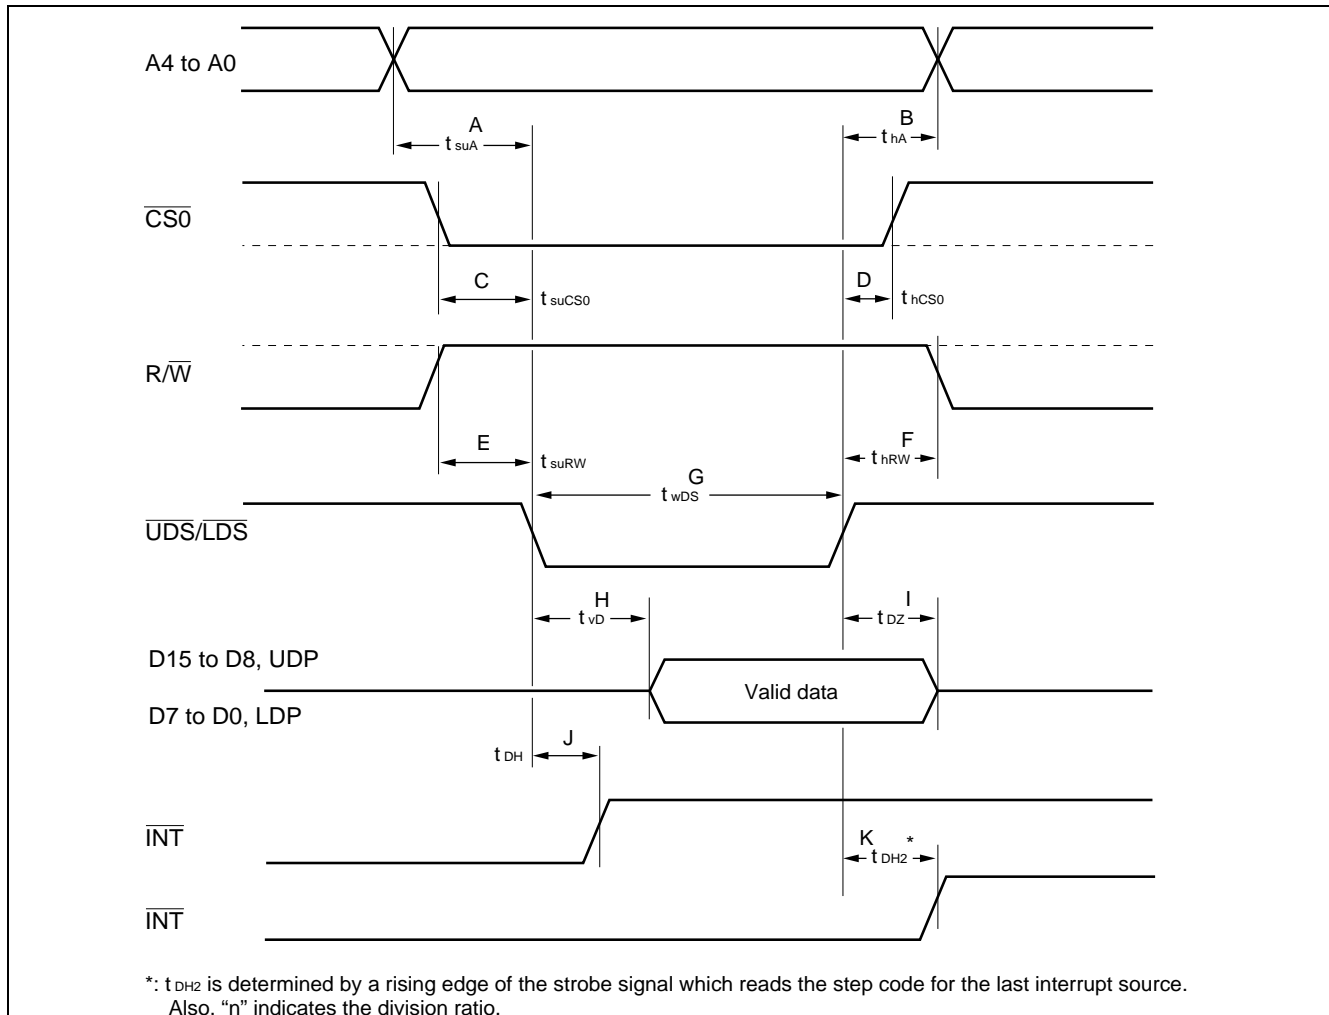 A4 to A0
A
t suA
B
t hA
CS0
C
t suCS0
D
t hCS0
R/W
E
t suRW
F
t hRW
G
t wDS
UDS/LDS
H
t vD
I
t DZ
D15 to D8, UDP
Valid data
D7 to D0, LDP
J
t DH
INT
K
t DH2 *
INT
*: t DH2 is determined by a rising edge of the strobe signal which reads the step code for the last interrupt source.
Also, “n” indicates the division ratio.